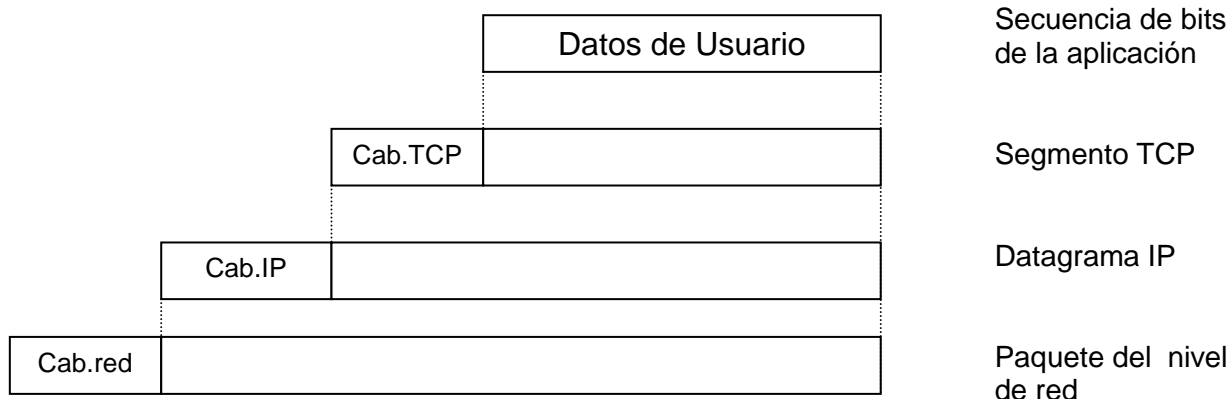 Datos de Usuario
Secuencia de bits
de la aplicación
Cab.TCP
Segmento TCP
Cab.IP
Datagrama IP
Cab.red
Paquete del nivel
de red